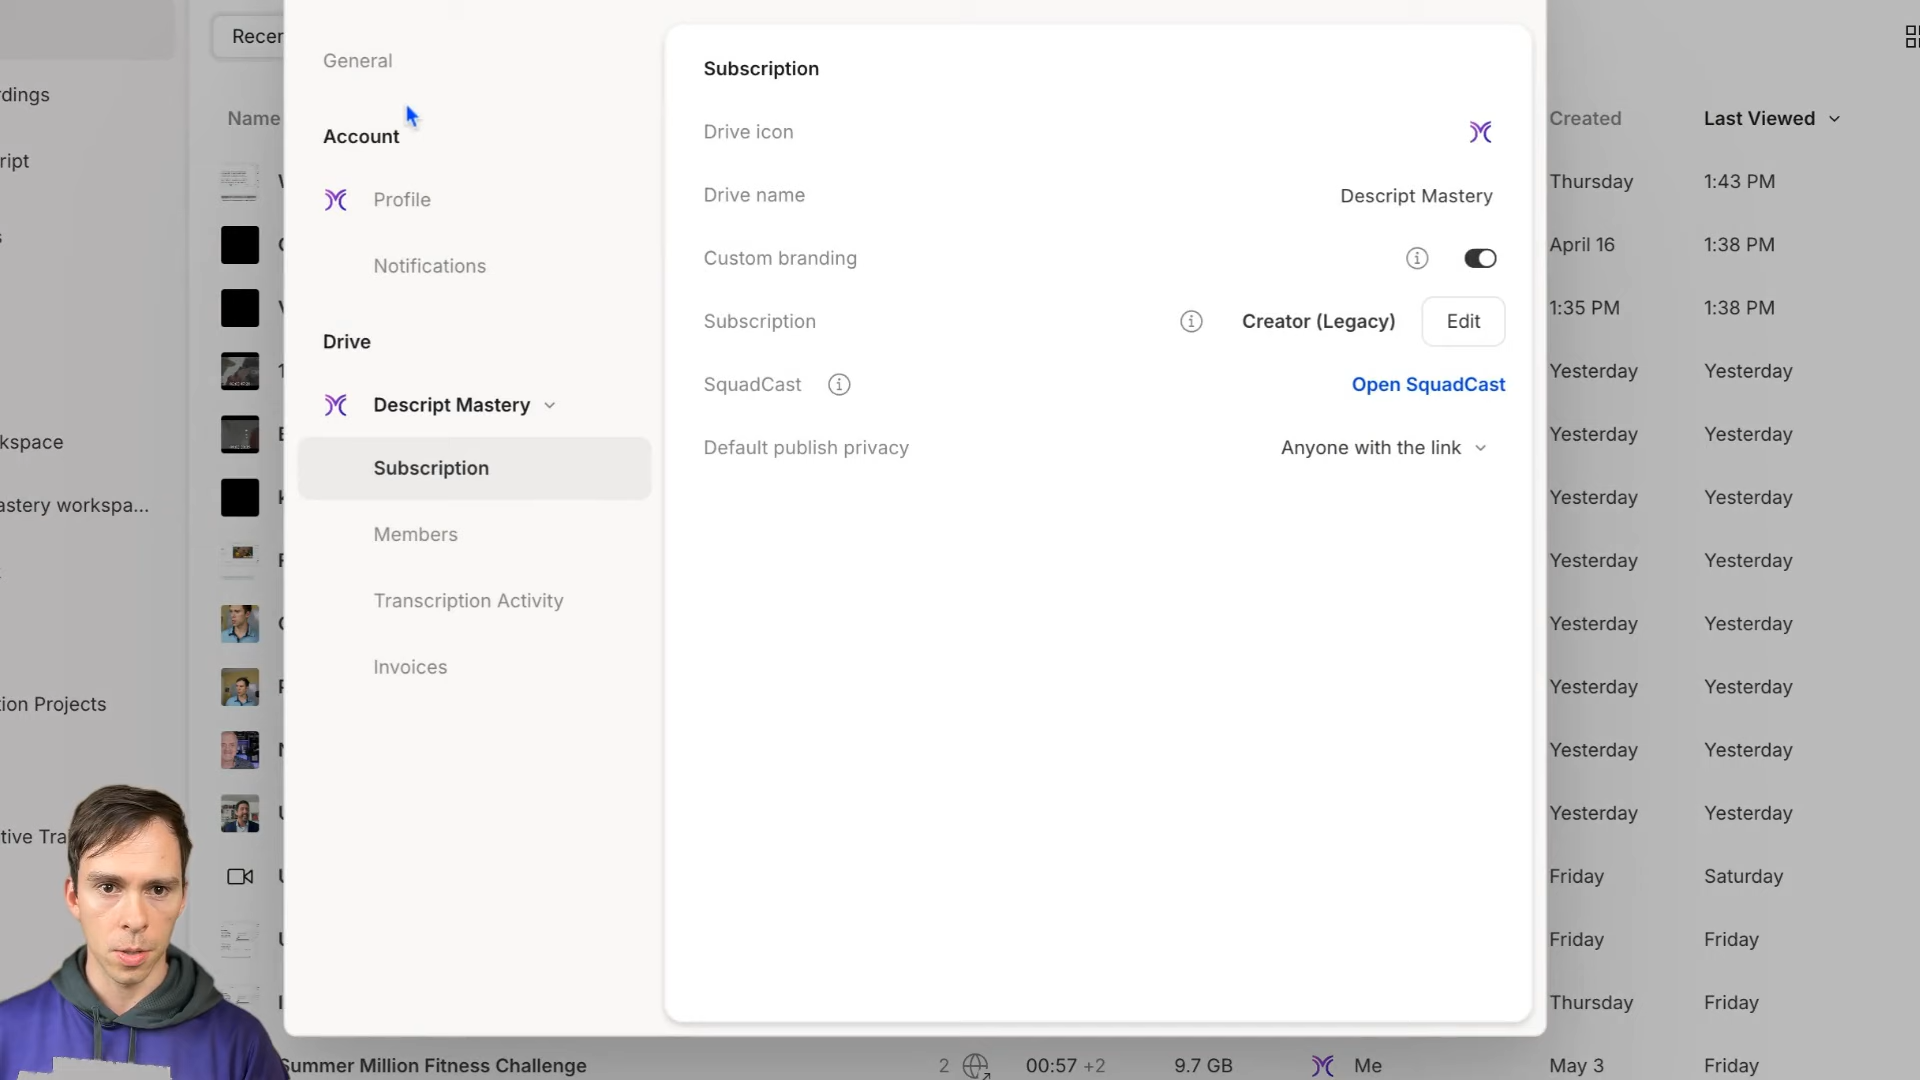 Recer
General
Subscription
dings
Account
Name
Created
Last Viewed
Drive icon
ript
Profile
Drive name
Descript Mastery
Thursday
1:43 PM
Notifications
Custom branding
April 16
1:38 PM
Drive
Subscription
Creator (Legacy)
Edit
1:35 PM
1:38 PM
Descript Mastery
SquadCast
Open SquadCast
Yesterday
Yesterday
kspace
Subscription
Default publish privacy
Anyone with the link
Yesterday
Yesterday
astery workspa...
Members
Yesterday
Yesterday
Transcription Activity
Yesterday
Yesterday
Invoices
Yesterday
Yesterday
tion Projects
Yesterday
Yesterday
Yesterday
Yesterday
tive Tra
Yesterday
Yesterday
Friday
Saturday
Friday
Friday
Thursday
Friday
Summer Million Fitness Challenge
2
00:57 +2
9.7 GB
Me
May 3
Friday